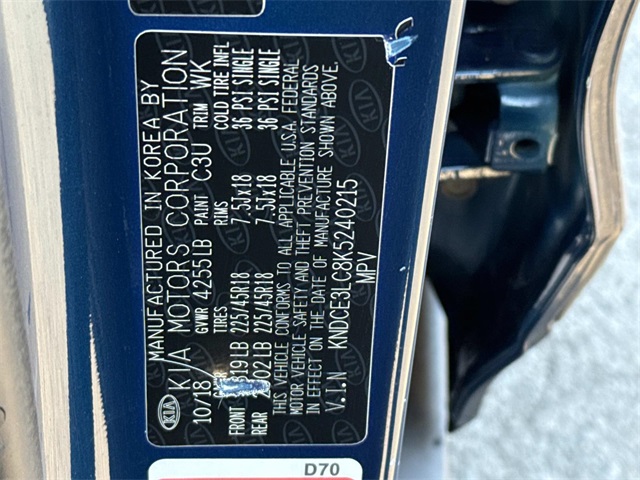 MANUFACTURED IN KOREA BY
KIA KIA MOTORS CORPORATION
10/18 GVWR 4255LB PAINT C3U TRIM WK
TIRES RIMS COLD TIRE INFL
FRONT 19LB 225/45R18 7.5Jx18 36 PSI SINGLE
REAR 02LB 225/45R18 7.5Jx18 36 PSI SINGLE
THIS VEHICLE CONFORMS TO ALL APPLICABLE U.S.A. FEDERAL
MOTOR VEHICLE SAFETY AND THEFT PREVENTION STANDARDS
IN EFFECT ON THE DATE OF MANUFACTURE SHOWN ABOVE.
V.I.N KNDCE3LC8K5240215
MPV
D70